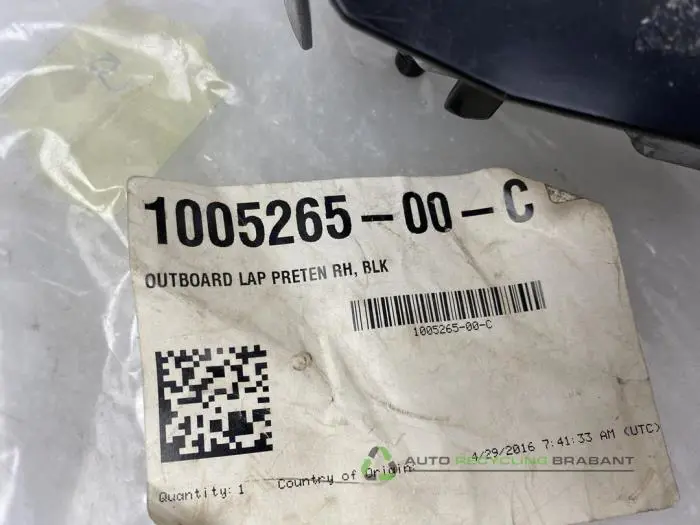 1005265-00-C
OUTBOARD LAP PRETEN RH, BLK
1005265-00-C
4/29/2016 7:41:33 AM (UTC)
Quantity: 1 Country of Origin:
AUTO RECYCLING BRABANT